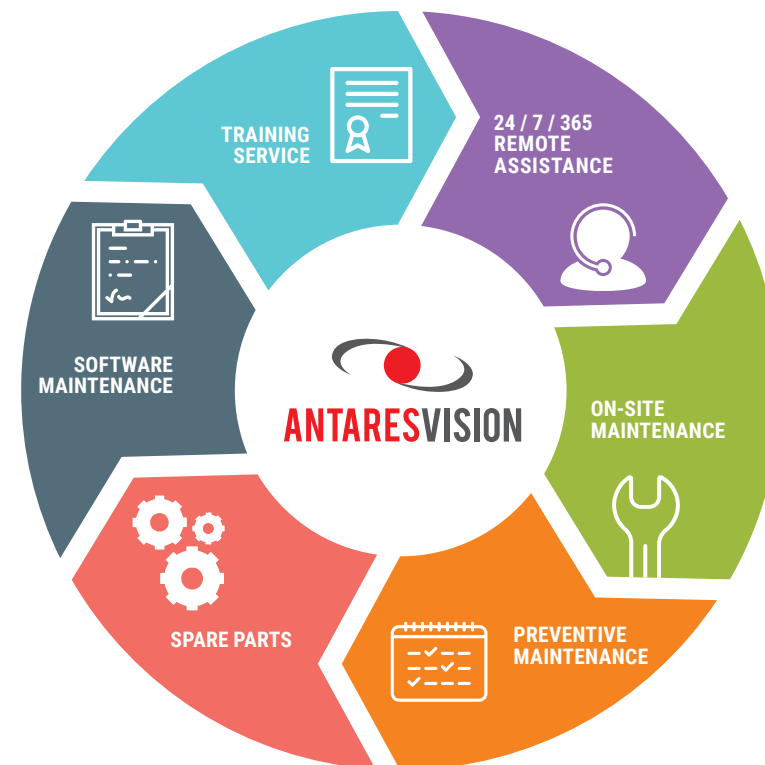 TRAINING
SERVICE
24 / 7 / 365
REMOTE
ASSISTANCE
SOFTWARE
MAINTENANCE
ANTARESVISION
ON-SITE
MAINTENANCE
SPARE PARTS
PREVENTIVE
MAINTENANCE